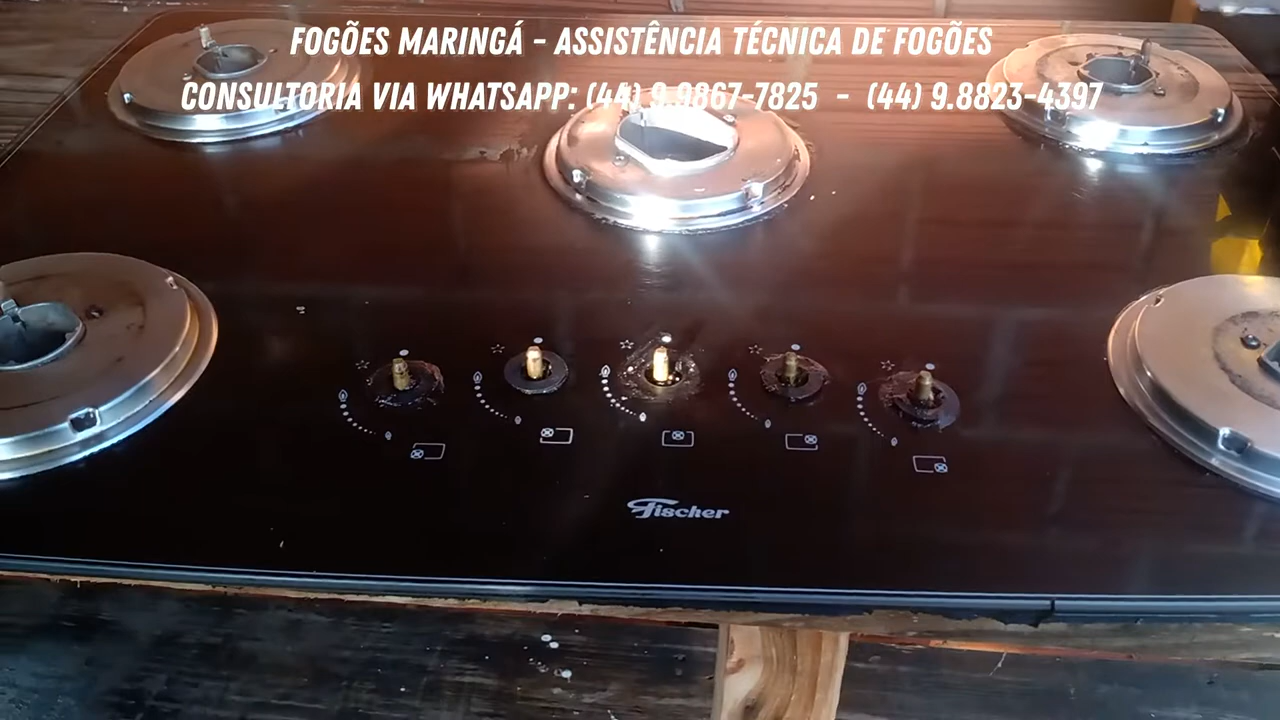 FOGÕES MARINGÁ - ASSISTÊNCIA TÉCNICA DE FOGÕES
CONSULTORIA VIA WHATSAPP: (44) 9.9867-7825 - (44) 9.8823-4397
Fischer